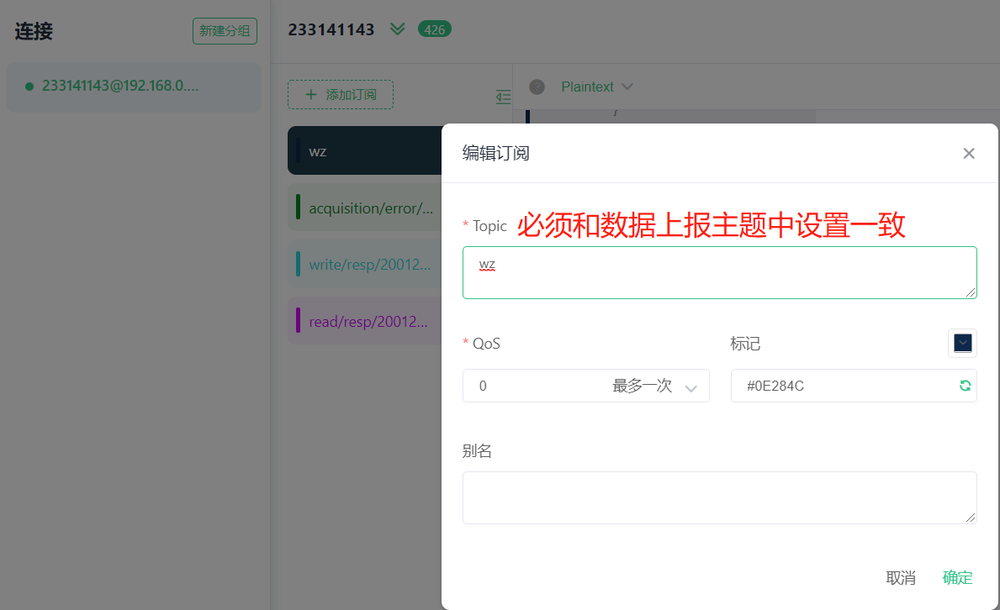 连接
新建分组
233141143@192.168.0....
233141143
426
添加订阅
Plaintext
wz
acquisition/error/...
write/resp/20012...
read/resp/20012...
}
编辑订阅
* Topic 必须和数据上报主题中设置一致
wz
* QoS
标记
0 最多一次
#0E284C
别名
取消
确定